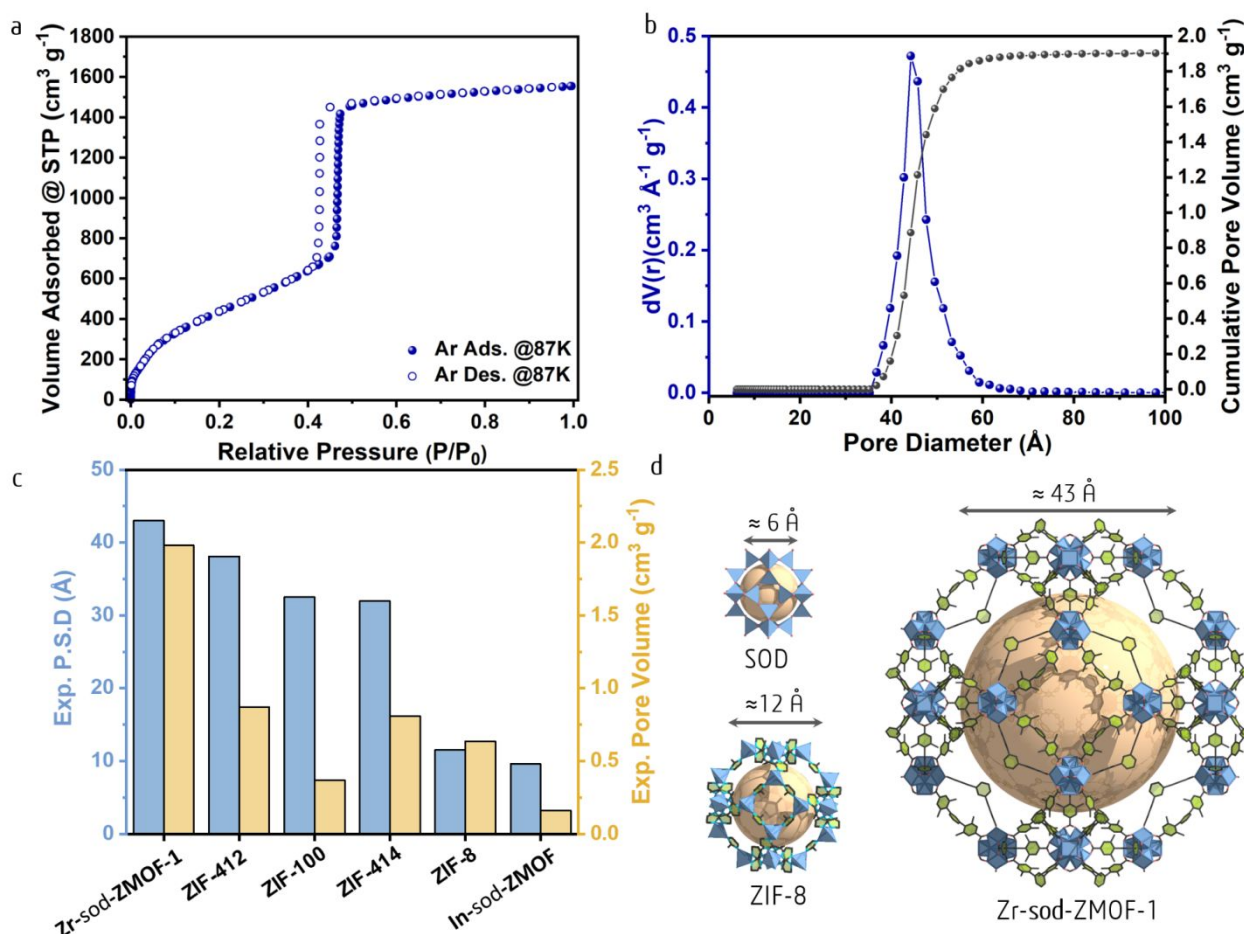 a
Volume Adsorbed @ STP (cm³ g⁻¹)
1800
1600
1400
1200
1000
800
600
400
200
0
0.0 0.2 0.4 0.6 0.8 1.0
Relative Pressure (P/P₀)
Ar Ads. @87K
Ar Des. @87K
b
dV(r)(cm³ Å⁻¹ g⁻¹)
0.5
0.4
0.3
0.2
0.1
0.0
0 20 40 60 80 100
Pore Diameter (Å)
2.0
1.8
1.6
1.4
1.2
1.0
0.8
0.6
0.4
0.2
0.0
Cumulative Pore Volume (cm³ g⁻¹)
c
Exp. P.S.D (Å)
50
40
30
20
10
0
2.5
2.0
1.5
1.0
0.5
0.0
Exp. Pore Volume (cm³ g⁻¹)
Zr-sod-ZMOF-1
ZIF-412
ZIF-100
ZIF-414
ZIF-8
In-sod-ZMOF
d
≈ 6 Å
SOD
≈12 Å
ZIF-8
≈ 43 Å
Zr-sod-ZMOF-1